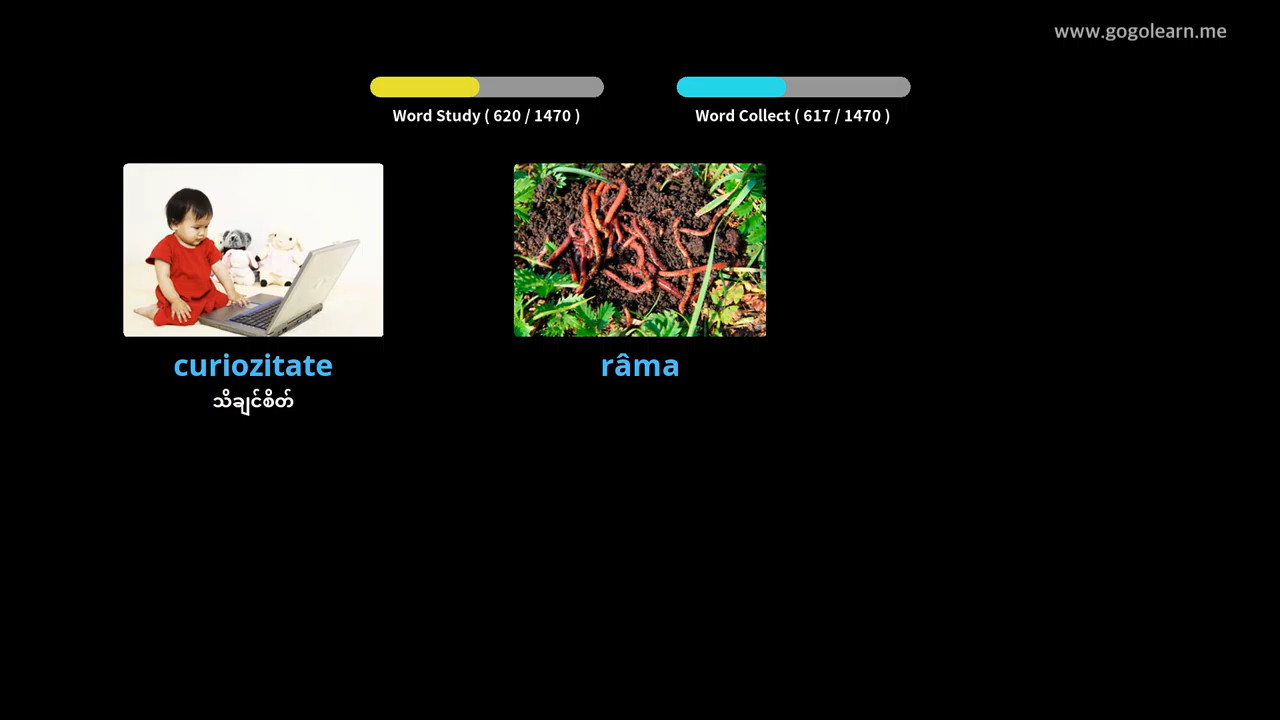 www.gogolearn.me
Word Study ( 620 / 1470 )
Word Collect ( 617 / 1470 )
curiozitate
သိချင်စိတ်
râma